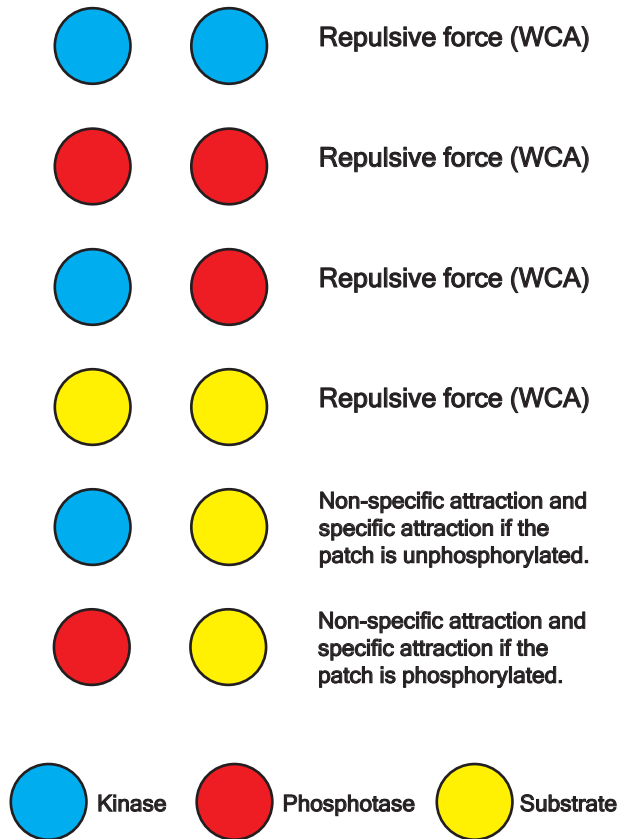 Repulsive force (WCA)
Repulsive force (WCA)
Repulsive force (WCA)
Repulsive force (WCA)
Non-specific attraction and
specific attraction if the
patch is unphosphorylated.
Non-specific attraction and
specific attraction if the
patch is phosphorylated.
Kinase Phosphotase Substrate